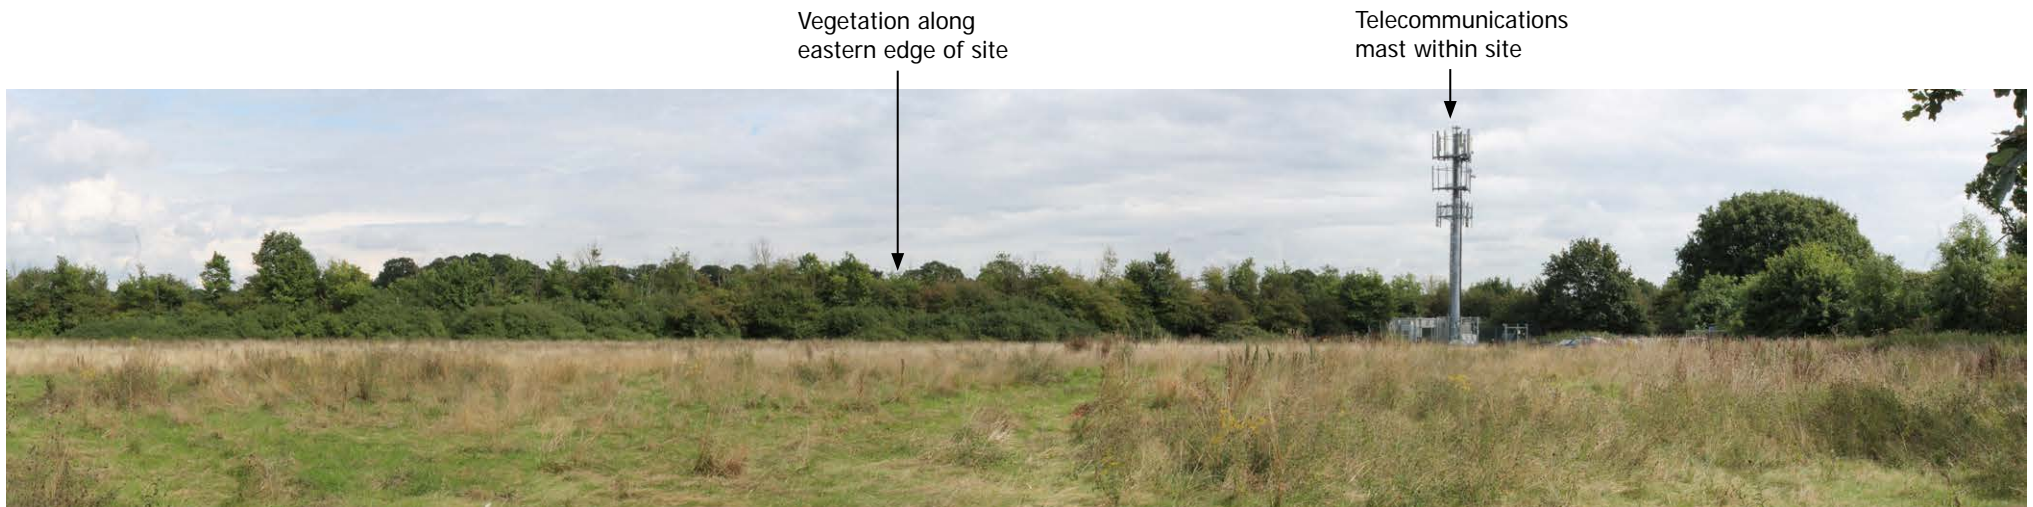 Vegetation along
eastern edge of site
Telecommunications
mast within site